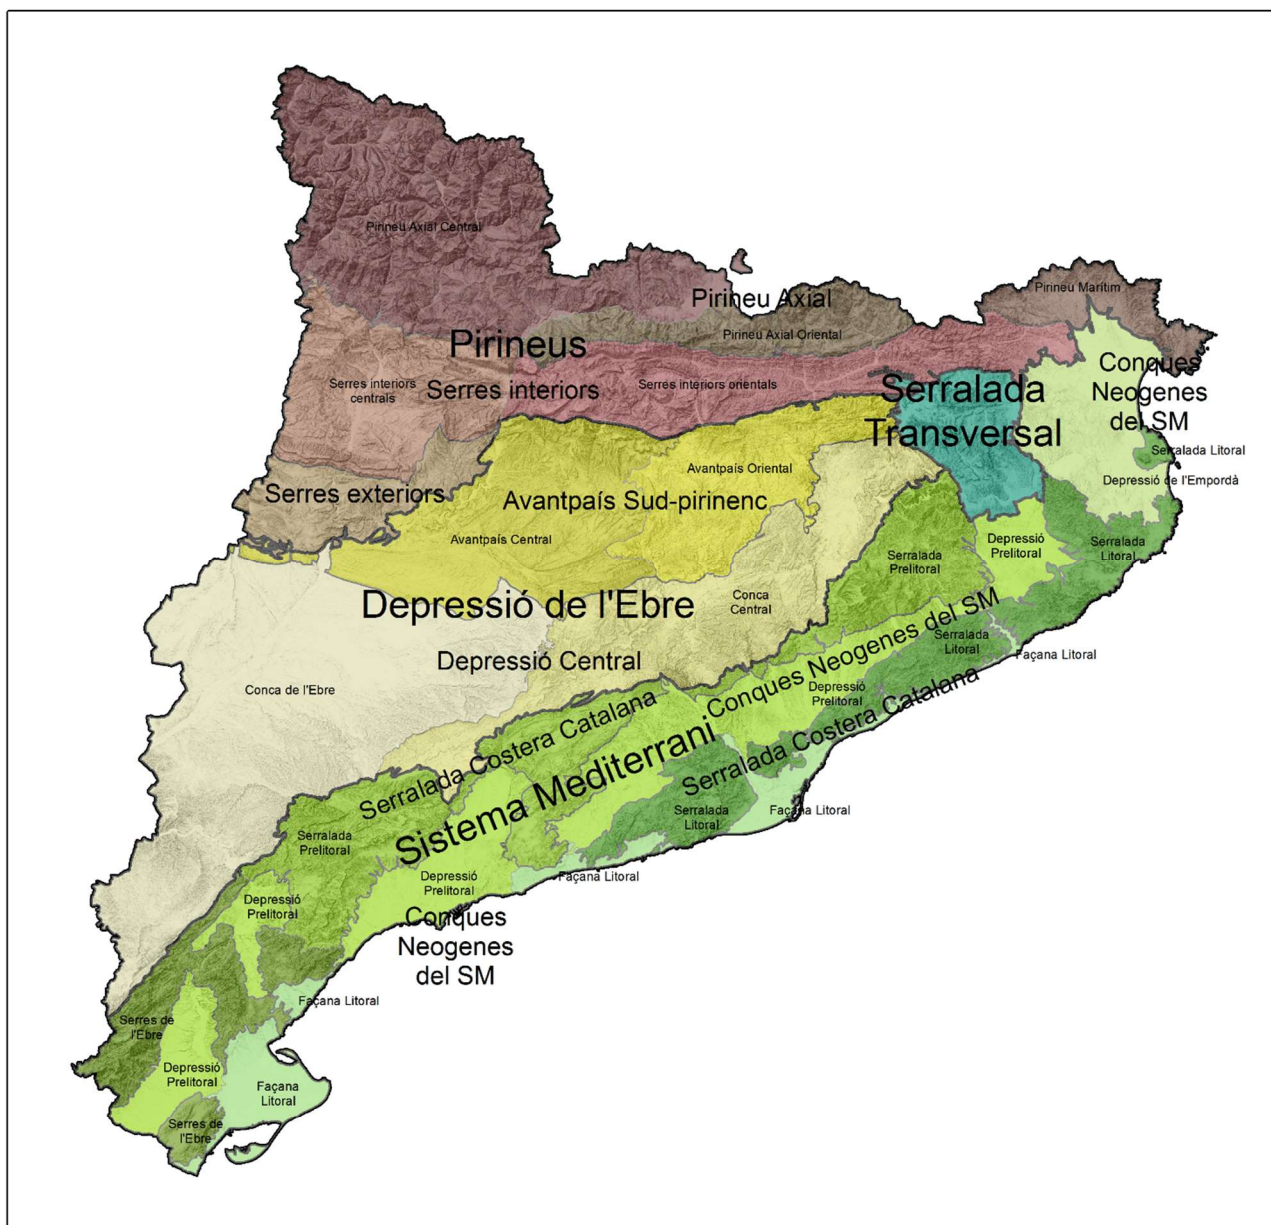 Pirineu Axial Central
Pirineu Axial
Pirineu Marítim
Pirineu Axial Oriental
Pirineus
Serres interiors
centrals
Serres interiors
Serres interiors orientals
Serralada
Transversal
Conques
Neogenes
del SM
Serralada Litoral
Depressió de l'Empordà
Avantpaís Oriental
Serres exteriors
Avantpaís Sud-pirinenc
Avantpaís Central
Serralada
Prelitoral
Depressió
Prelitoral
Serralada
Litoral
Depressió de l'Ebre
Conca
Central
Depressió Central
Conca de l'Ebre
Conques Neogenes del SM
Serralada
Litoral
Façana Litoral
Depressió
Prelitoral
Serralada Costera Catalana
Serralada Costera Catalana
Sistema Mediterrani
Serralada
Litoral
Façana Litoral
Serralada
Prelitoral
Depressió
Prelitoral
Façana Litoral
Depressió
Prelitoral
Conques
Neogenes
del SM
Façana Litoral
Serres de
l'Ebre
Depressió
Prelitoral
Façana
Litoral
Serres de
l'Ebre